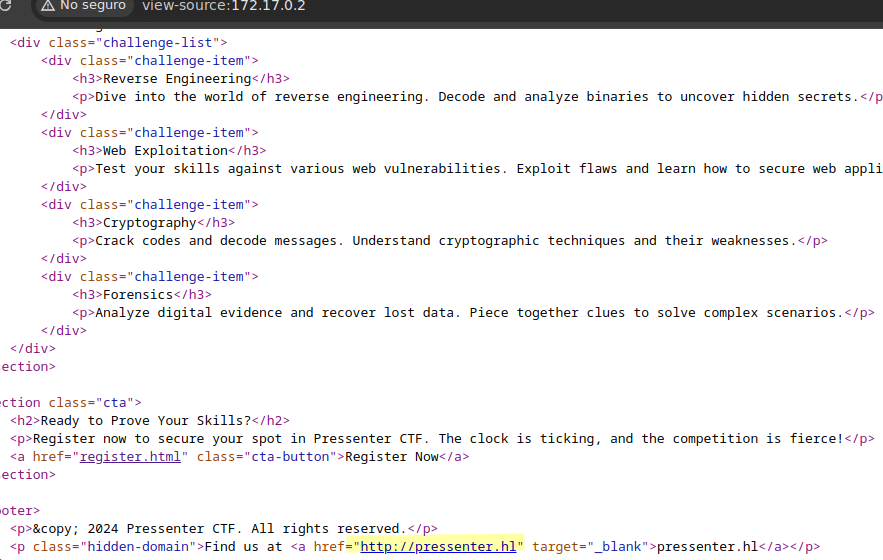 No seguro view-source:172.17.0.2
<div class="challenge-list">
<div class="challenge-item">
<h3>Reverse Engineering</h3>
<p>Dive into the world of reverse engineering. Decode and analyze binaries to uncover hidden secrets.</p
</div>
<div class="challenge-item">
<h3>Web Exploitation</h3>
<p>Test your skills against various web vulnerabilities. Exploit flaws and learn how to secure web appli
</div>
<div class="challenge-item">
<h3>Cryptography</h3>
<p>Crack codes and decode messages. Understand cryptographic techniques and their weaknesses.</p>
</div>
<div class="challenge-item">
<h3>Forensics</h3>
<p>Analyze digital evidence and recover lost data. Piece together clues to solve complex scenarios.</p>
</div>
</div>
ection>
ction class="cta">
<h2>Ready to Prove Your Skills?</h2>
<p>Register now to secure your spot in Pressenter CTF. The clock is ticking, and the competition is fierce!</p>
<a href="register.html" class="cta-button">Register Now</a>
ection>
oter>
<p>&copy; 2024 Pressenter CTF. All rights reserved.</p>
<p class="hidden-domain">Find us at <a href="http://pressenter.hl" target="_blank">pressenter.hl</a></p>